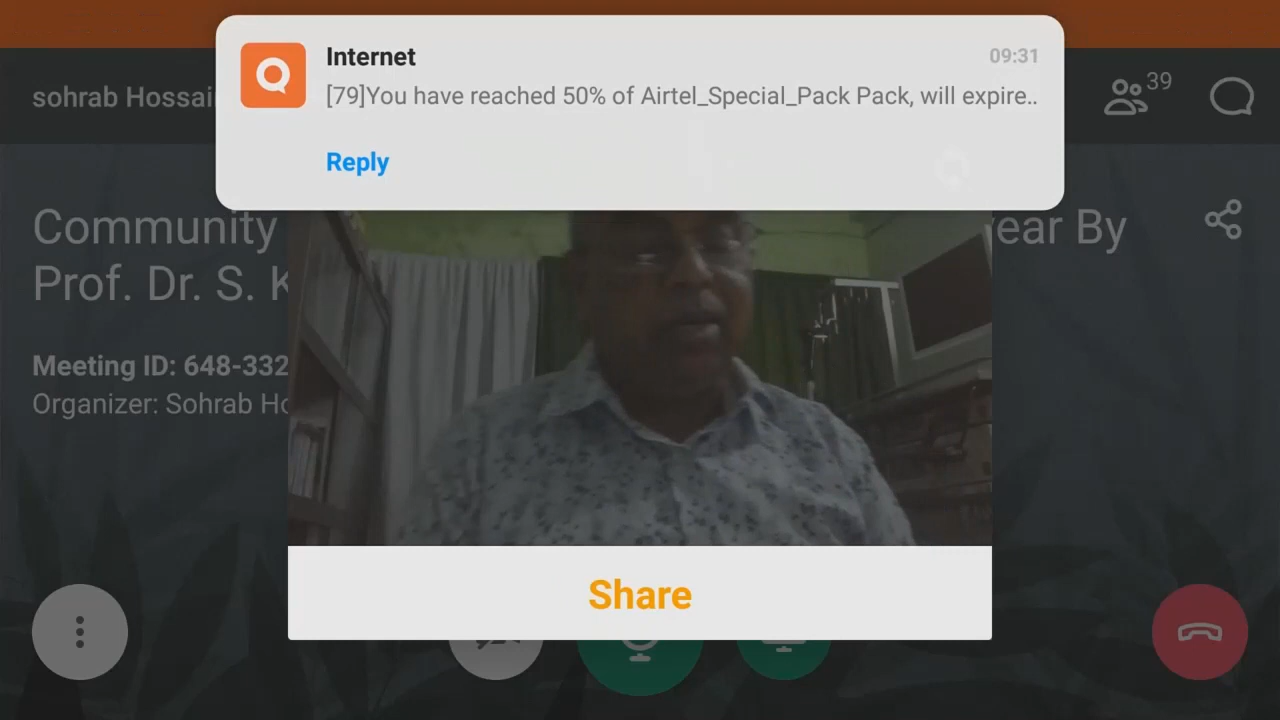 Internet
09:31
[79]You have reached 50% of Airtel_Special_Pack Pack, will expire..
Reply
sohrab Hossai
39
Community
ear By
Prof. Dr. S. K
Meeting ID: 648-332
Organizer: Sohrab Ho
Share